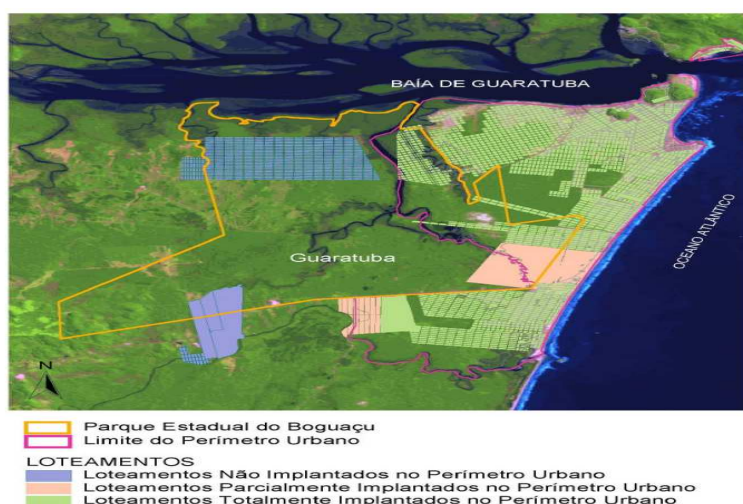 BAÍA DE GUARATUBA
OCEANO ATLÂNTICO
Guaratuba
N
Parque Estadual do Boguaçu
Limite do Perímetro Urbano
LOTEAMENTOS
Loteamentos Não Implantados no Perímetro Urbano
Loteamentos Parcialmente Implantados no Perímetro Urbano
Loteamentos Totalmente Implantados no Perímetro Urbano